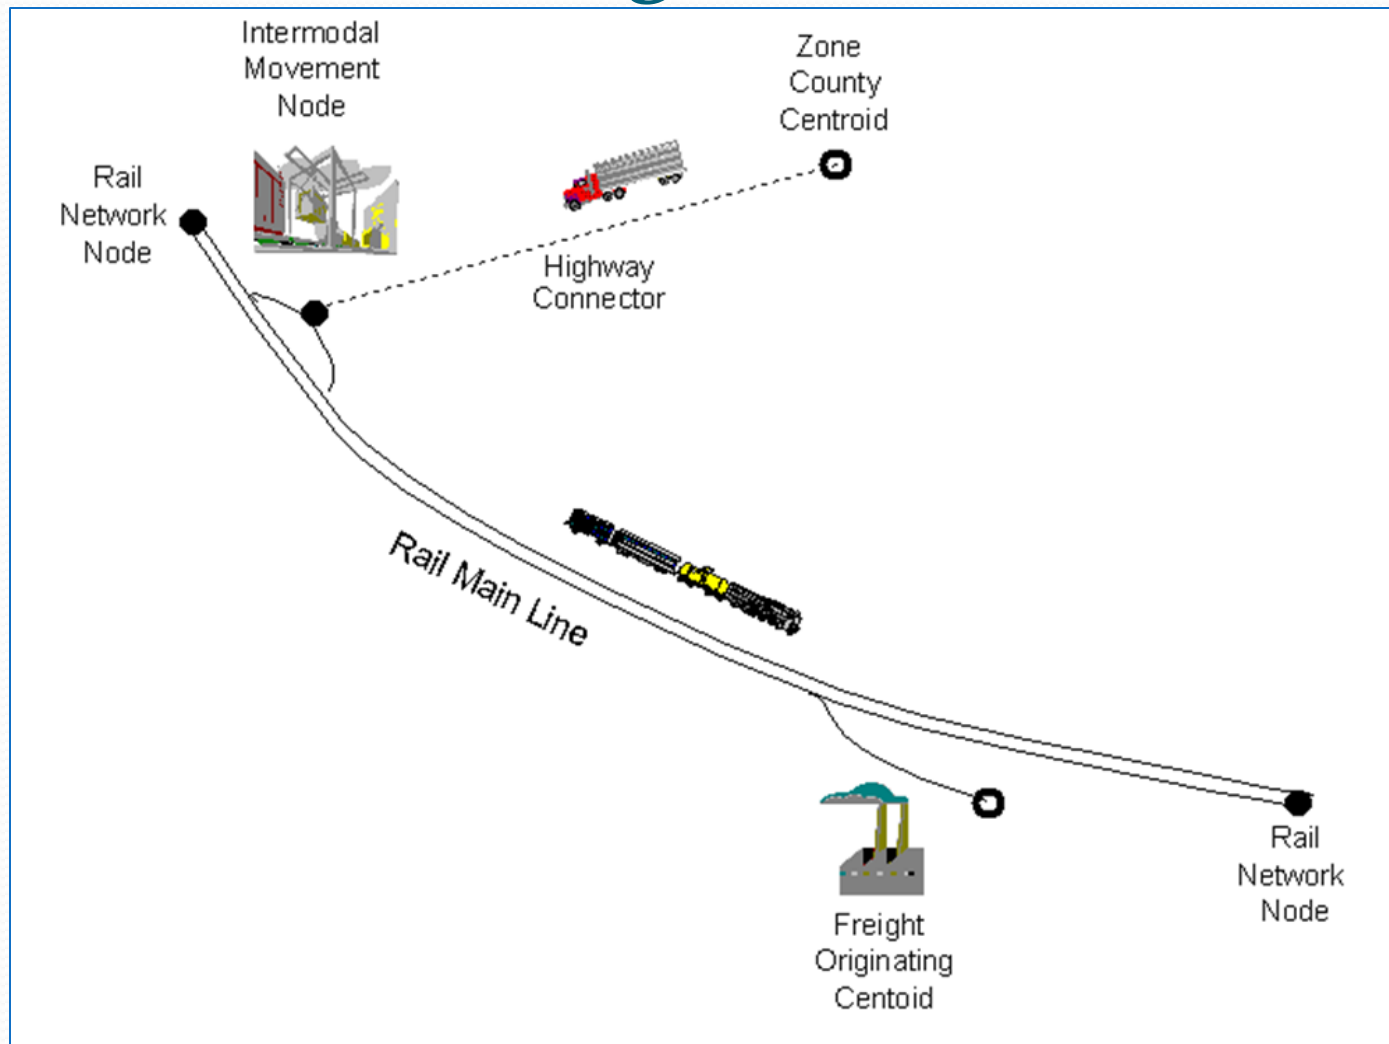 Intermodal
Movement
Node
Zone
County
Centroid
Rail
Network
Node
Highway
Connector
Rail Main Line
Freight
Originating
Centoid
Rail
Network
Node